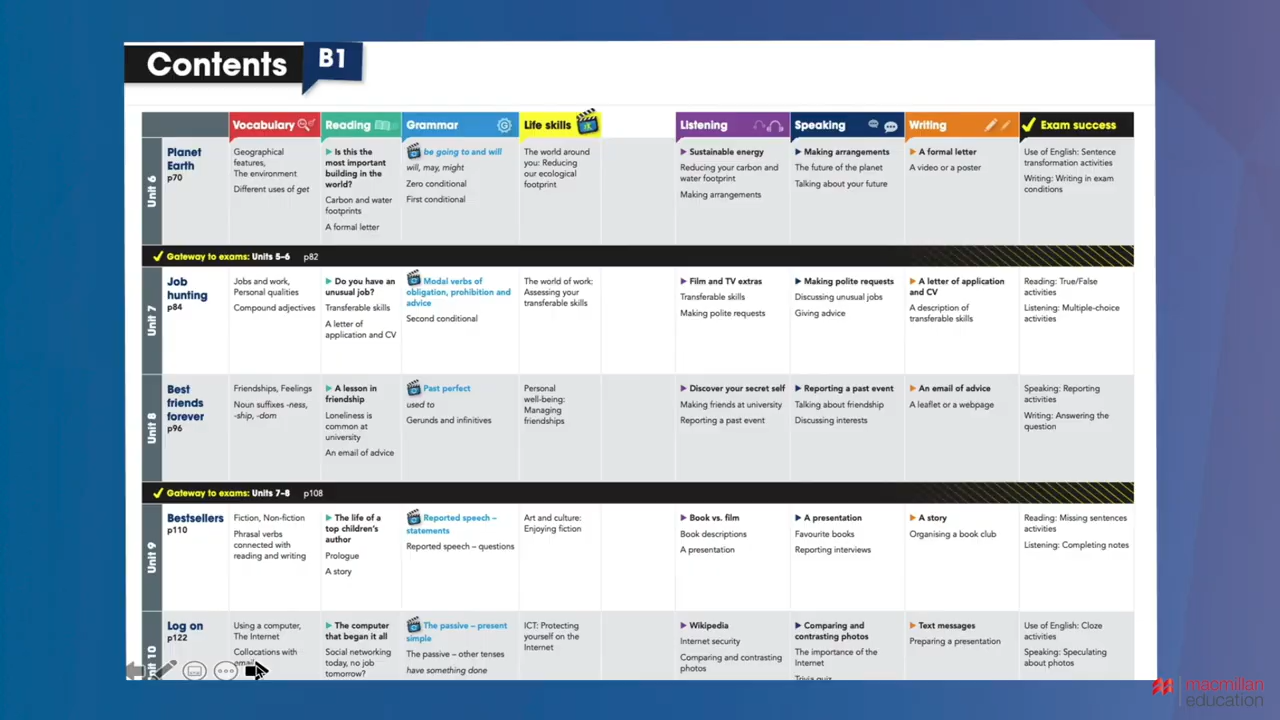 Contents
B1
Vocabulary
Reading
Grammar
Life skills
Listening
Speaking
Writing
Exam success
Unit 6
Planet
Earth
p70
Geographical
features,
The environment
Different uses of get
Is this the
most important
building in the
world?
Carbon and water
footprints
A formal letter
be going to and will
will, may, might
Zero conditional
First conditional
The world around
you: Reducing
our ecological
footprint
Sustainable energy
Reducing your carbon and
water footprint
Making arrangements
Making arrangements
The future of the planet
Talking about your future
A formal letter
A video or a poster
Use of English: Sentence
transformation activities
Writing: Writing in exam
conditions
Gateway to exams: Units 5-6 p82
Unit 7
Job
hunting
p84
Jobs and work,
Personal qualities
Compound adjectives
Do you have an
unusual job?
Transferable skills
A letter of
application and CV
Modal verbs of
obligation, prohibition and
advice
Second conditional
The world of work:
Assessing your
transferable skills
Film and TV extras
Transferable skills
Making polite requests
Making polite requests
Discussing unusual jobs
Giving advice
A letter of application
and CV
A description of
transferable skills
Reading: True/False
activities
Listening: Multiple-choice
activities
Unit 8
Best
friends
forever
p96
Friendships, Feelings
Noun suffixes -ness,
-ship, -dom
A lesson in
friendship
Loneliness is
common at
university
An email of advice
Past perfect
used to
Gerunds and infinitives
Personal
well-being:
Managing
friendships
Discover your secret self
Making friends at university
Reporting a past event
Reporting a past event
Talking about friendship
Discussing interests
An email of advice
A leaflet or a webpage
Speaking: Reporting
activities
Writing: Answering the
question
Gateway to exams: Units 7-8 p108
Unit 9
Bestsellers
p110
Fiction, Non-fiction
Phrasal verbs
connected with
reading and writing
The life of a
top children's
author
Prologue
A story
Reported speech –
statements
Reported speech – questions
Art and culture:
Enjoying fiction
Book vs. film
Book descriptions
A presentation
A presentation
Favourite books
Reporting interviews
A story
Organising a book club
Reading: Missing sentences
activities
Listening: Completing notes
Unit 10
Log on
p122
Using a computer,
The Internet
Collocations with
email
The computer
that began it all
Social networking
today, no job
tomorrow?
The passive – present
simple
The passive – other tenses
have something done
ICT: Protecting
yourself on the
Internet
Wikipedia
Internet security
Comparing and contrasting
photos
Comparing and
contrasting photos
The importance of the
Internet
Trivia quiz
Text messages
Preparing a presentation
Use of English: Cloze
activities
Speaking: Speculating
about photos
macmillan
education